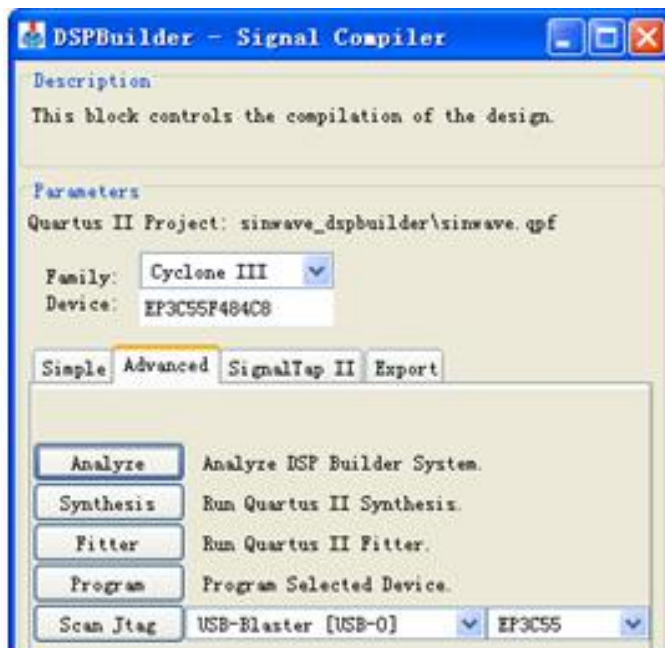 DSPBuilder - Signal Compiler
Description
This block controls the compilation of the design.
Parameters
Quartus II Project: sinwave_dspbuilder\sinwave.qpf
Family: Cyclone III
Device: EP3C55F484C8
Simple Advanced SignalTap II Export
Analyze Analyze DSP Builder System.
Synthesis Run Quartus II Synthesis.
Fitter Run Quartus II Fitter.
Program Program Selected Device.
Scan Jtag USB-Blaster [USB-0] EP3C55